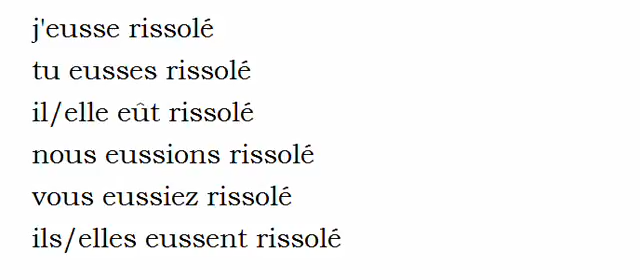 j'eusse rissolé
tu eusses rissolé
il/elle eût rissolé
nous eussions rissolé
vous eussiez rissolé
ils/elles eussent rissolé